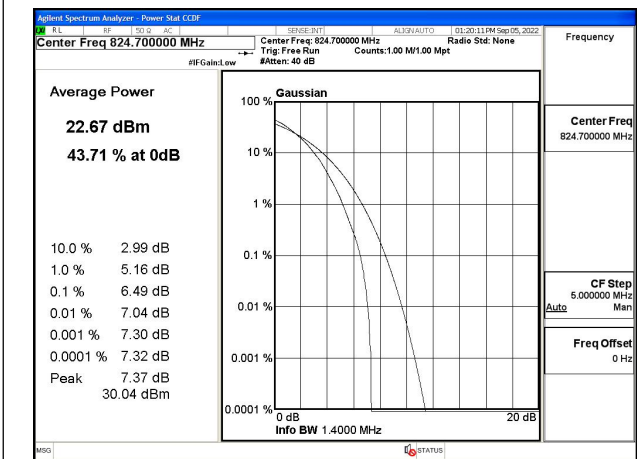 Agilent Spectrum Analyzer - Power Stat CCDF
RL RF 50 Ω AC SENSE:INT ALIGN AUTO 01:20:11 PM Sep 05, 2022
Center Freq 824.700000 MHz
Center Freq: 824.700000 MHz Radio Std: None
Trig: Free Run Counts:1.00 M/1.00 Mpt
#IFGain:Low #Atten: 40 dB
Frequency
Average Power
22.67 dBm
43.71 % at 0dB
10.0 % 2.99 dB
1.0 % 5.16 dB
0.1 % 6.49 dB
0.01 % 7.04 dB
0.001 % 7.30 dB
0.0001 % 7.32 dB
Peak 7.37 dB
30.04 dBm
Gaussian
100 %
10 %
1 %
0.1 %
0.01 %
0.001 %
0.0001 %
0 dB 20 dB
Info BW 1.4000 MHz
Center Freq
824.700000 MHz
CF Step
5.000000 MHz
Auto Man
Freq Offset
0 Hz
MSG STATUS